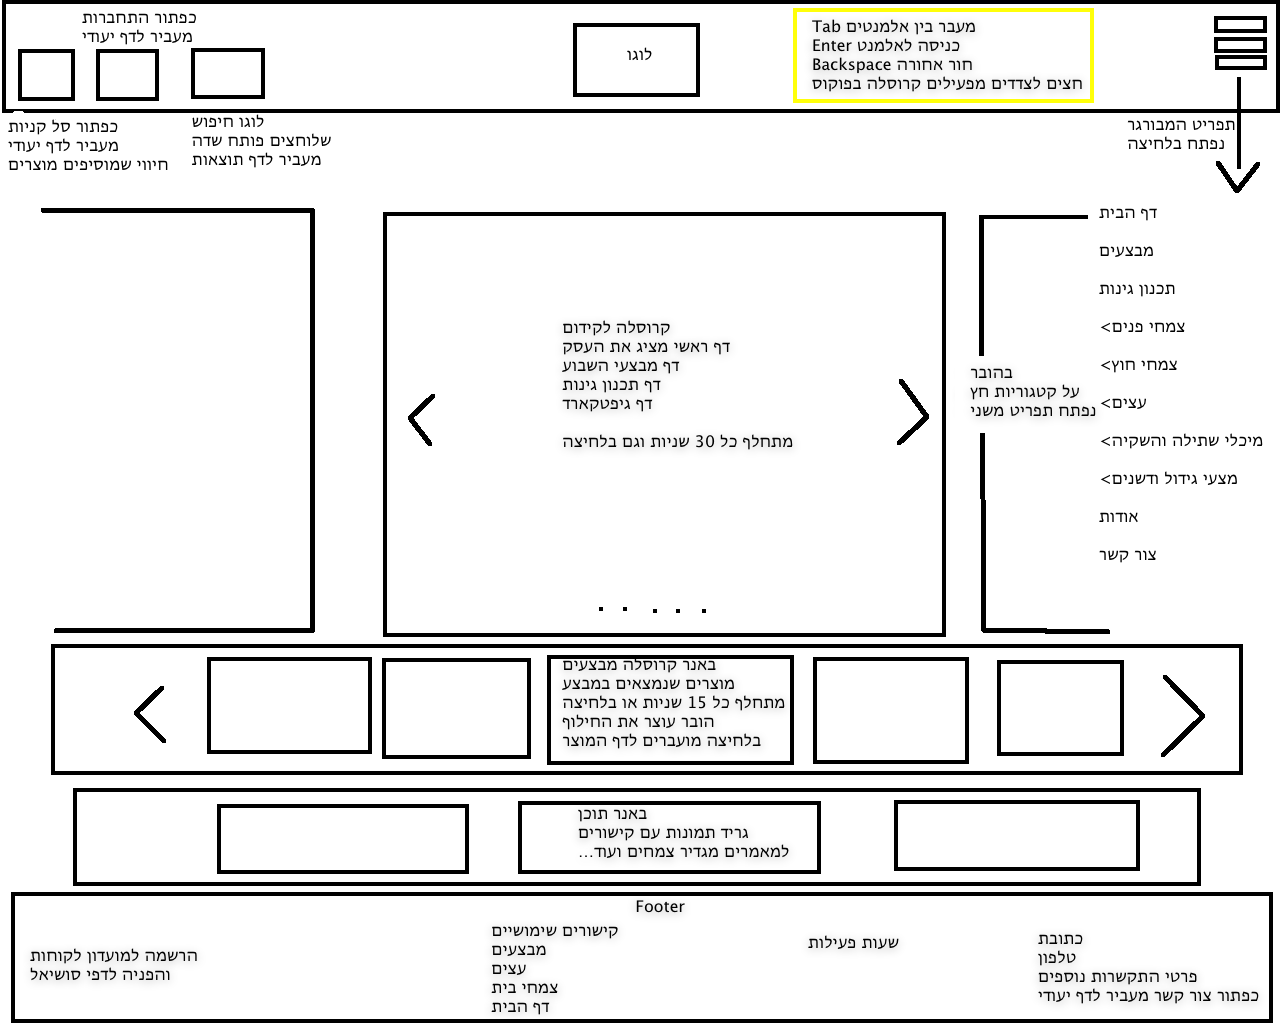 מעבר בין אלמנטים Tab
כניסה לאלמנט Enter
חור אחורה Backspace
חצים לצדדים מפעילים קרוסלה בפוקוס
לוגו
כפתור התחברות
מעביר לדף יעודי
תפריט המבורגר
נפתח בלחיצה
לוגו חיפוש
שלוחצים פותח שדה
מעביר לדף תוצאות
כפתור סל קניות
מעביר לדף יעודי
חיווי שמוסיפים מוצרים
דף הבית
מבצעים
תכנון גינות
צמחי פנים>
צמחי חוץ>
עצים>
מיכלי שתילה והשקיה>
מצעי גידול ודשנים>
אודות
צור קשר
בהובר
על קטגוריות חץ
נפתח תפריט משני
קרוסלה לקידום
דף ראשי מציג את העסק
דף מבצעי השבוע
דף תכנון גינות
דף גיפטקארד
מתחלף כל 30 שניות וגם בלחיצה
באנר קרוסלה מבצעים
מוצרים שנמצאים במבצע
מתחלף כל 15 שניות או בלחיצה
הובר עוצר את החילוף
בלחיצה מועברים לדף המוצר
באנר תוכן
גריד תמונות עם קישורים
למאמרים מגדיר צמחים ועוד...
Footer
כתובת
טלפון
פרטי התקשרות נוספים
כפתור צור קשר מעביר לדף יעודי
שעות פעילות
קישורים שימושיים
מבצעים
עצים
צמחי בית
דף הבית
הרשמה למועדון לקוחות
והפניה לדפי סושיאל